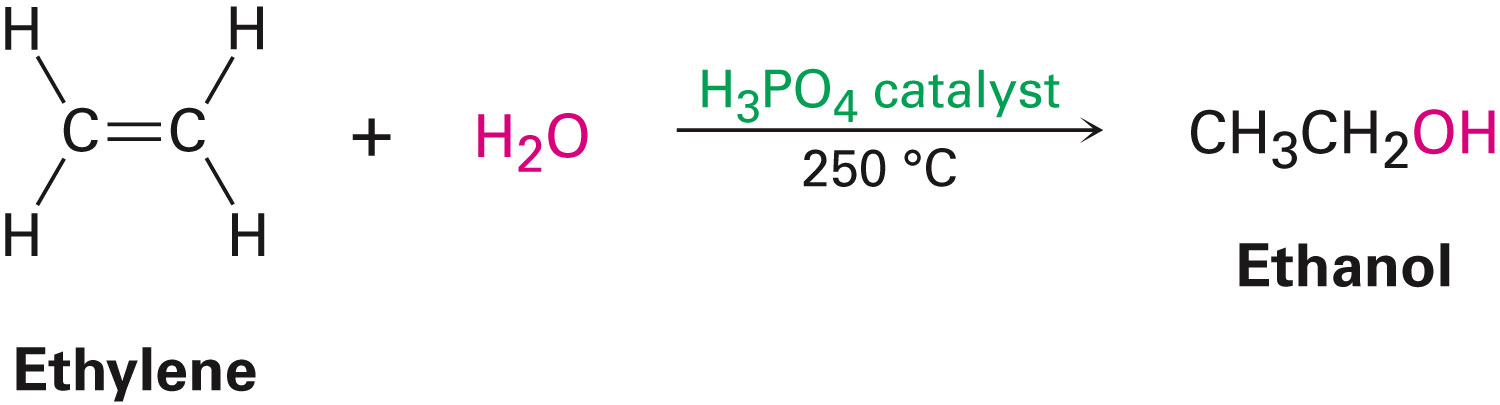 H H
C=C + H₂O H₃PO₄ catalyst CH₃CH₂OH
250 °C
H H
Ethanol
Ethylene